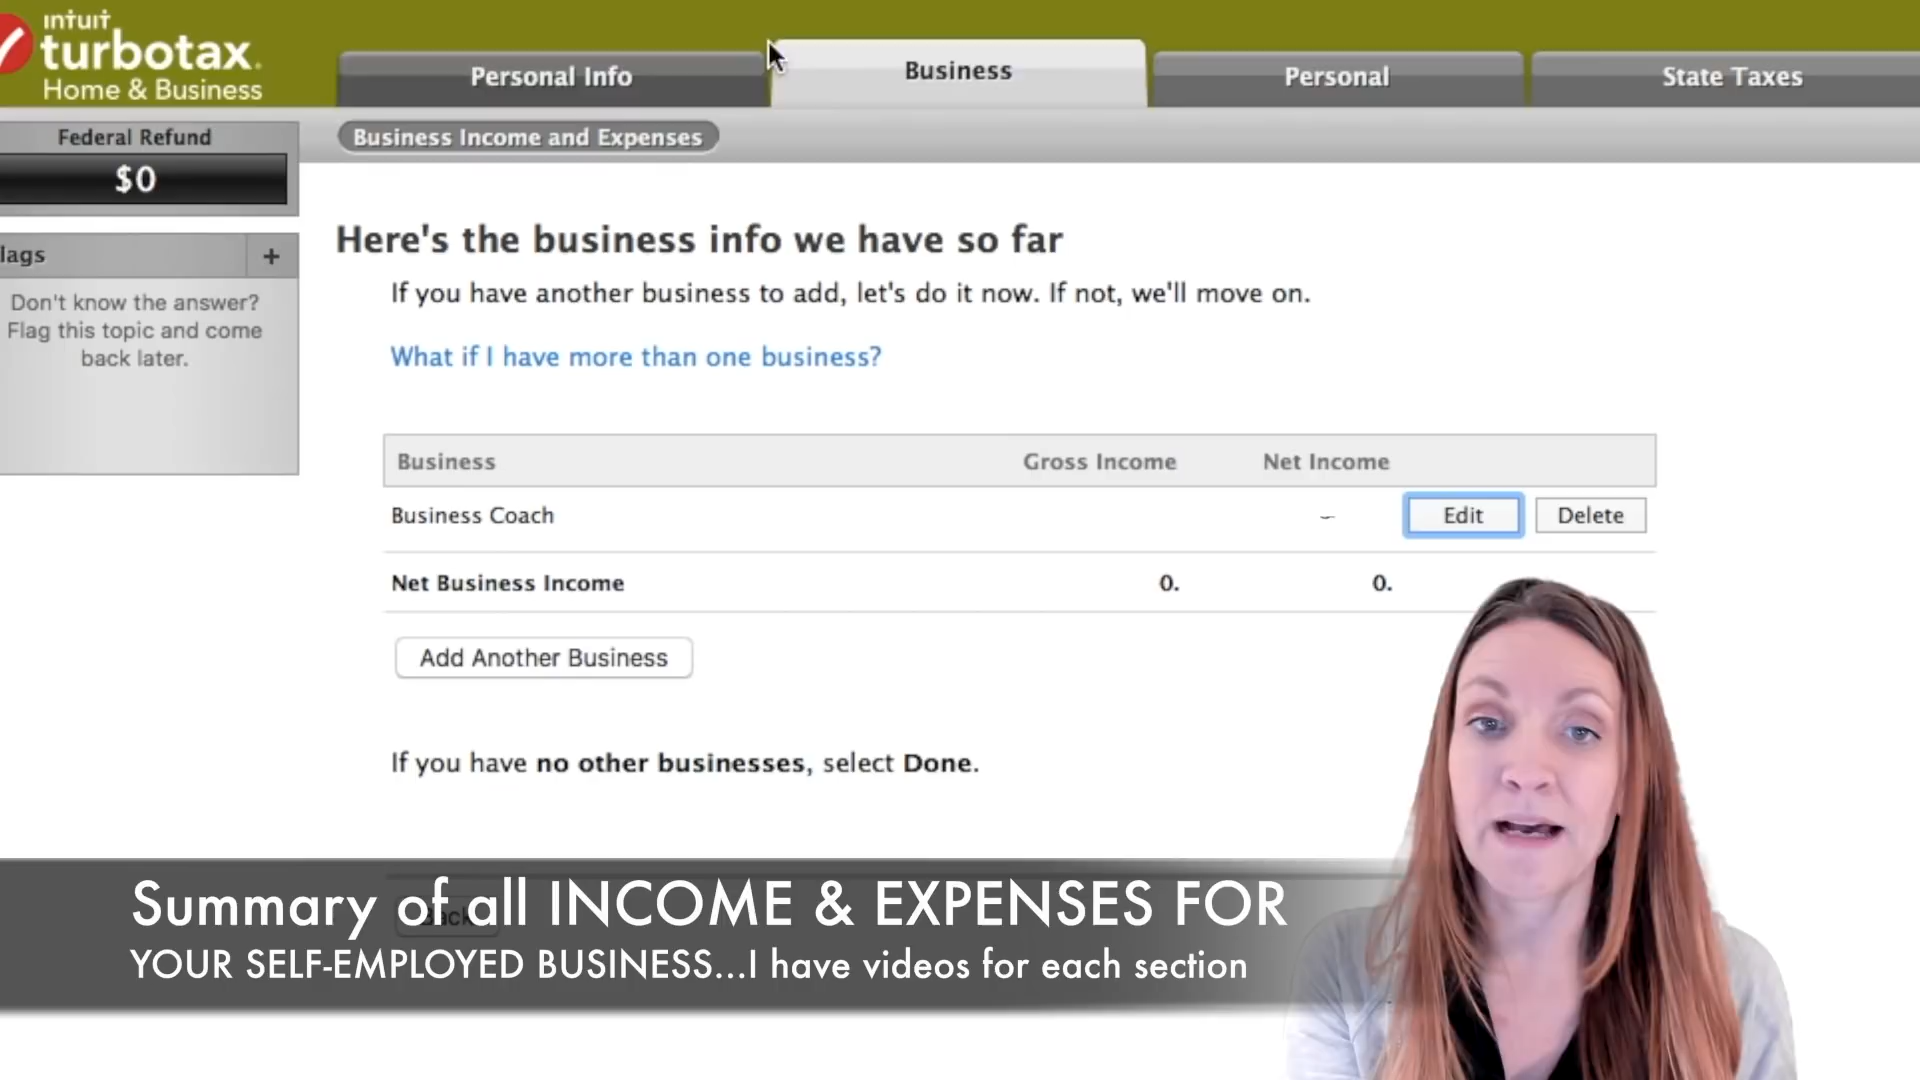 intuit
turbotax.
Home & Business
Personal Info
Business
Personal
State Taxes
Federal Refund
$0
Business Income and Expenses
lags
+
Don't know the answer?
Flag this topic and come
back later.
Here's the business info we have so far
If you have another business to add, let's do it now. If not, we'll move on.
What if I have more than one business?
Business Gross Income Net Income
Business Coach Edit Delete
Net Business Income 0. 0.
Add Another Business
If you have no other businesses, select Done.
Back
Summary of all INCOME & EXPENSES FOR
YOUR SELF-EMPLOYED BUSINESS...I have videos for each section